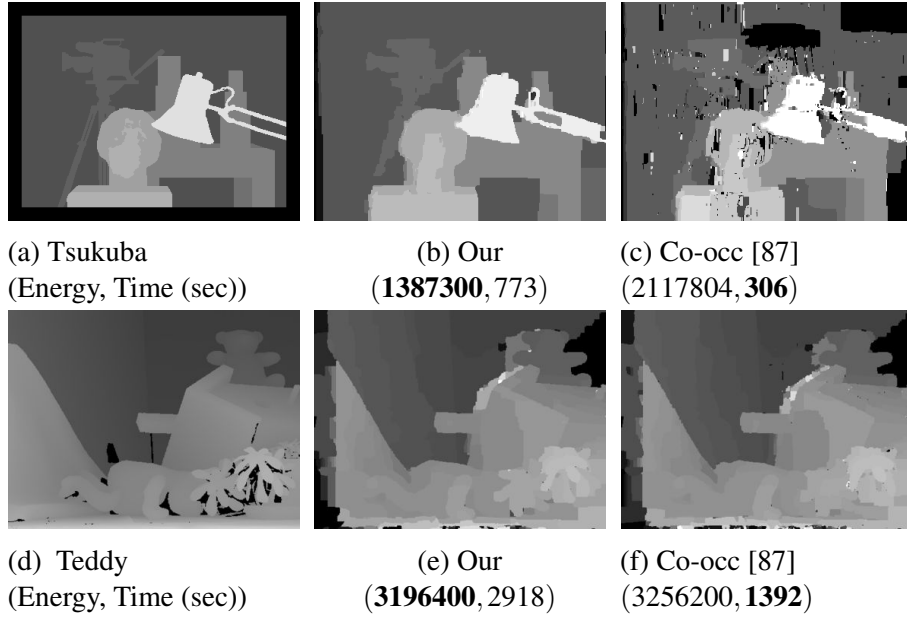 (a) Tsukuba
(Energy, Time (sec))
(b) Our
(1387300, 773)
(c) Co-occ [87]
(2117804, 306)
(d) Teddy
(Energy, Time (sec))
(e) Our
(3196400, 2918)
(f) Co-occ [87]
(3256200, 1392)